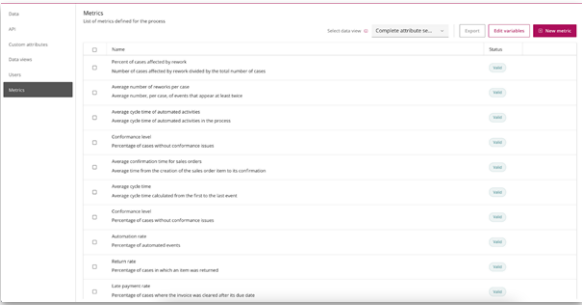 Data
API
Custom attributes
Data views
Users
Metrics
Metrics
List of metrics defined for the process
Select data view
Complete attribute se...
Export
Edit variables
New metric
Name
Status
Percent of cases affected by rework
Number of cases affected by rework divided by the total number of cases
Valid
Average number of reworks per case
Average number, per case, of events that appear at least twice
Valid
Average cycle time of automated activities
Average cycle time of automated activities in the process
Valid
Conformance level
Percentage of cases without conformance issues
Valid
Average confirmation time for sales orders
Average time from the creation of the sales order item to its confirmation
Valid
Average cycle time
Average cycle time calculated from the first to the last event
Valid
Conformance level
Percentage of cases without conformance issues
Valid
Automation rate
Percentage of automated events
Valid
Return rate
Percentage of cases in which an item was returned
Valid
Late payment rate
Percentage of cases where the invoice was cleared after its due date
Valid